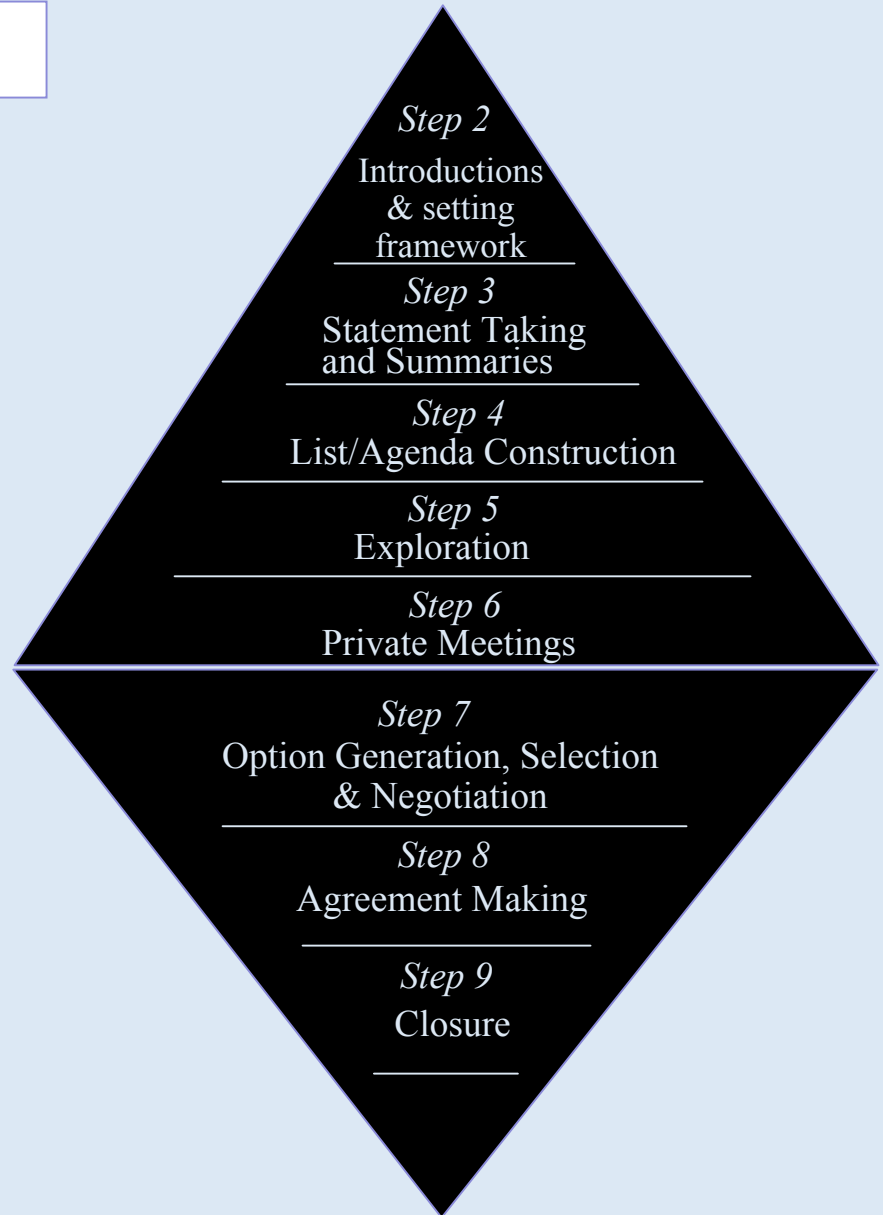 Step 2
Introductions
& setting
framework
Step 3
Statement Taking
and Summaries
Step 4
List/Agenda Construction
Step 5
Exploration
Step 6
Private Meetings
Step 7
Option Generation, Selection
& Negotiation
Step 8
Agreement Making
Step 9
Closure